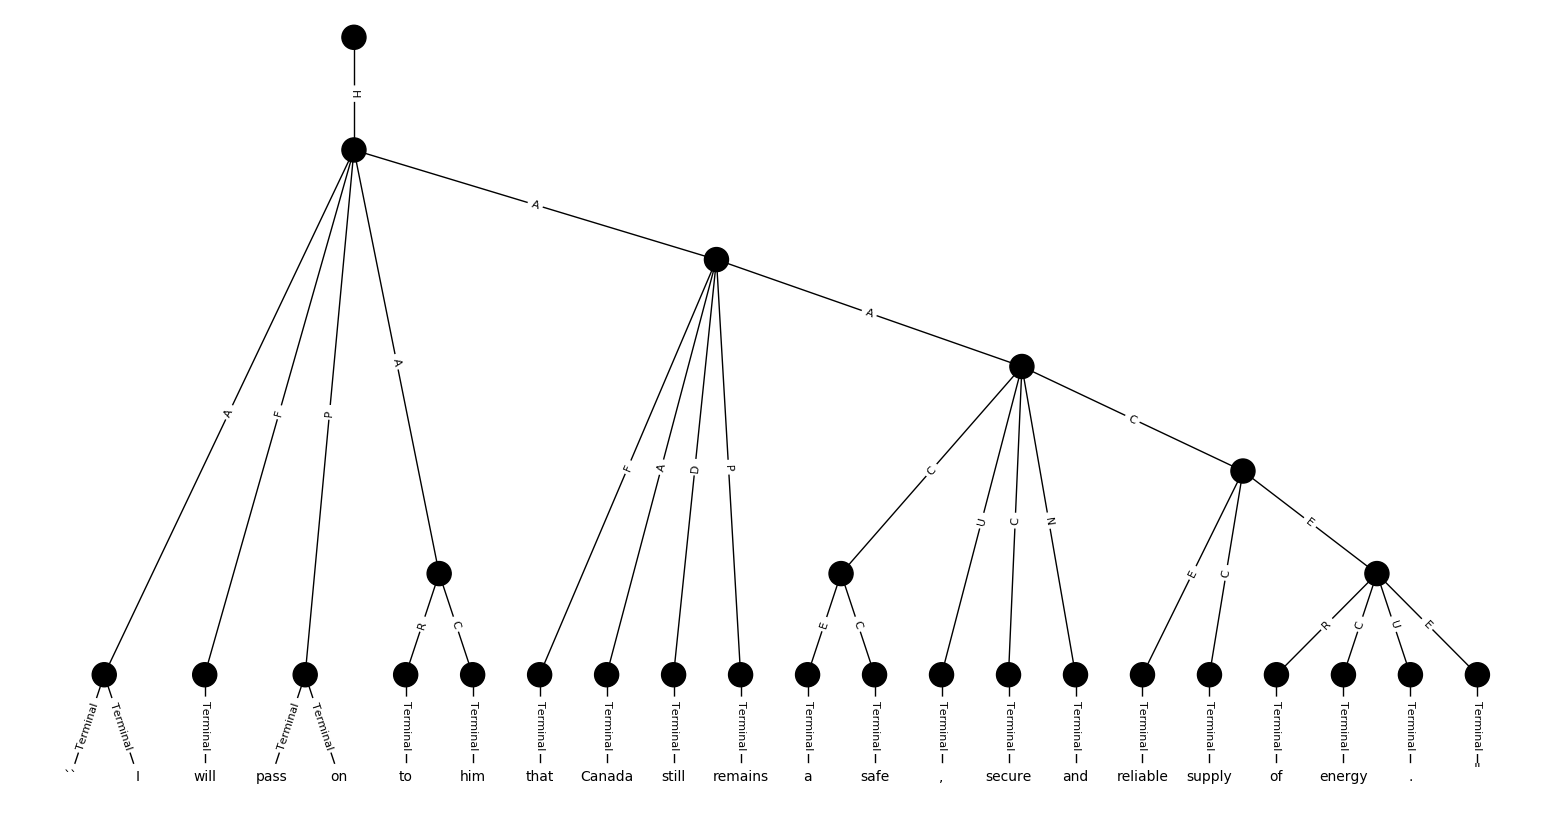 H
A
A
A
F
P
A
F
A
D
P
C
U
C
N
C
E
C
E
R
C
E
C
R
C
U
E
Terminal Terminal Terminal Terminal Terminal Terminal Terminal Terminal Terminal Terminal Terminal Terminal Terminal Terminal Terminal Terminal Terminal Terminal Terminal Terminal Terminal Terminal
`` I will pass on to him that Canada still remains a safe , secure and reliable supply of energy . "